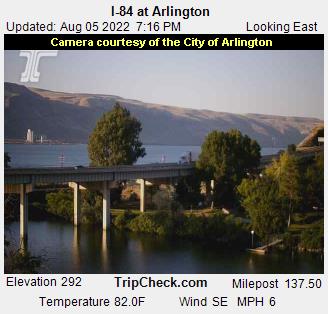 I-84 at Arlington
Updated: Aug 05 2022 7:16 PM Looking East
Camera courtesy of the City of Arlington
Elevation 292 TripCheck.com Milepost 137.50
Temperature 82.0F Wind SE MPH 6